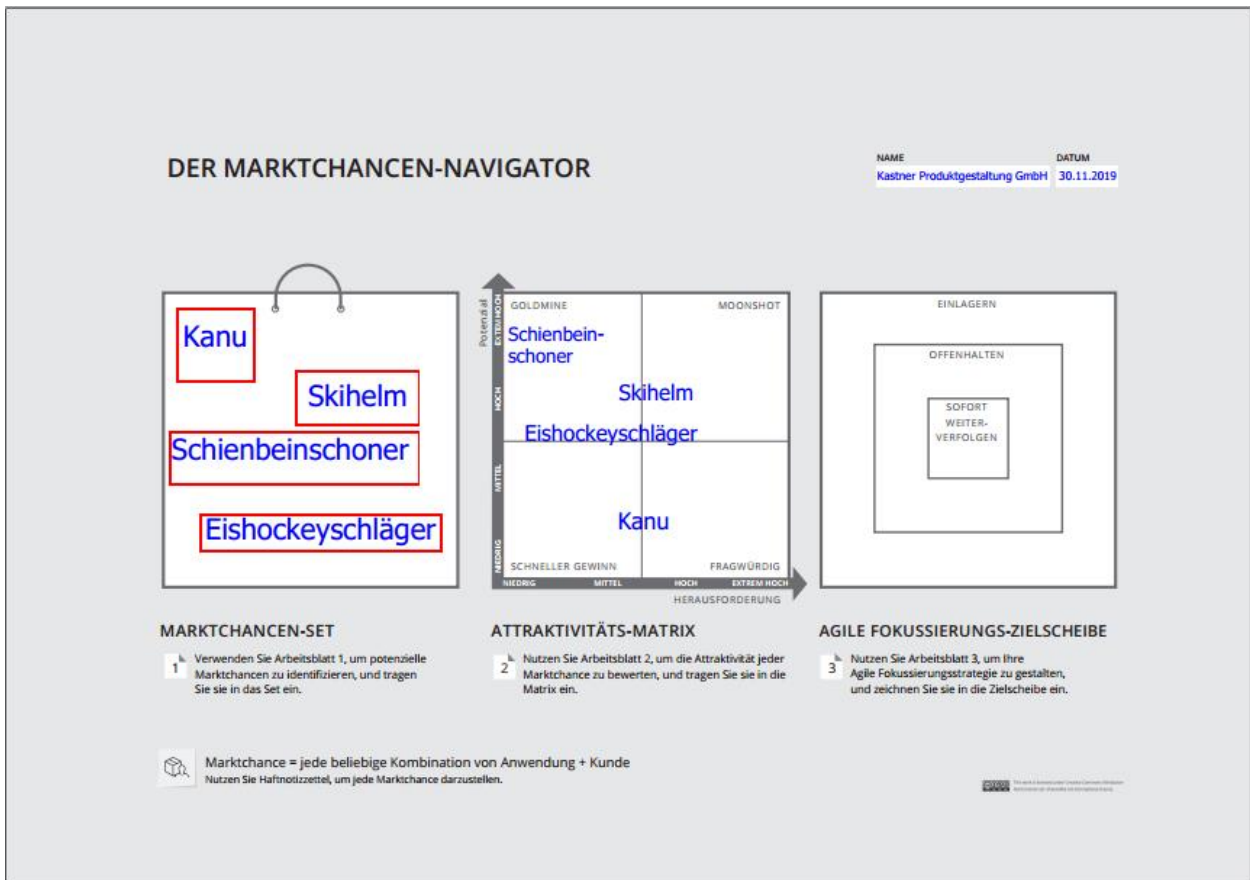 DER MARKTCHANCEN-NAVIGATOR
NAME
DATUM
Kastner Produktgestaltung GmbH
30.11.2019
Kanu
Skihelm
Schienbeinschoner
Eishockeyschläger
Potenzial
EXTEM HOCH
HOCH
MITTEL
NIEDRIG
GOLDMINE
MOONSHOT
Schienbein-
schoner
Skihelm
Eishockeyschläger
Kanu
SCHNELLER GEWINN
FRAGWÜRDIG
NIEDRIG
MITTEL
HOCH
EXTREM HOCH
HERAUSFORDERUNG
EINLAGERN
OFFENHALTEN
SOFORT
WEITER-
VERFOLGEN
MARKTCHANCEN-SET
1
Verwenden Sie Arbeitsblatt 1, um potenzielle
Marktchancen zu identifizieren, und tragen
Sie sie in das Set ein.
ATTRAKTIVITÄTS-MATRIX
2
Nutzen Sie Arbeitsblatt 2, um die Attraktivität jeder
Marktchance zu bewerten, und tragen Sie sie in die
Matrix ein.
AGILE FOKUSSIERUNGS-ZIELSCHEIBE
3
Nutzen Sie Arbeitsblatt 3, um Ihre
Agile Fokussierungsstrategie zu gestalten,
und zeichnen Sie sie in die Zielscheibe ein.
Marktchance = jede beliebige Kombination von Anwendung + Kunde
Nutzen Sie Haftnotizzettel, um jede Marktchance darzustellen.